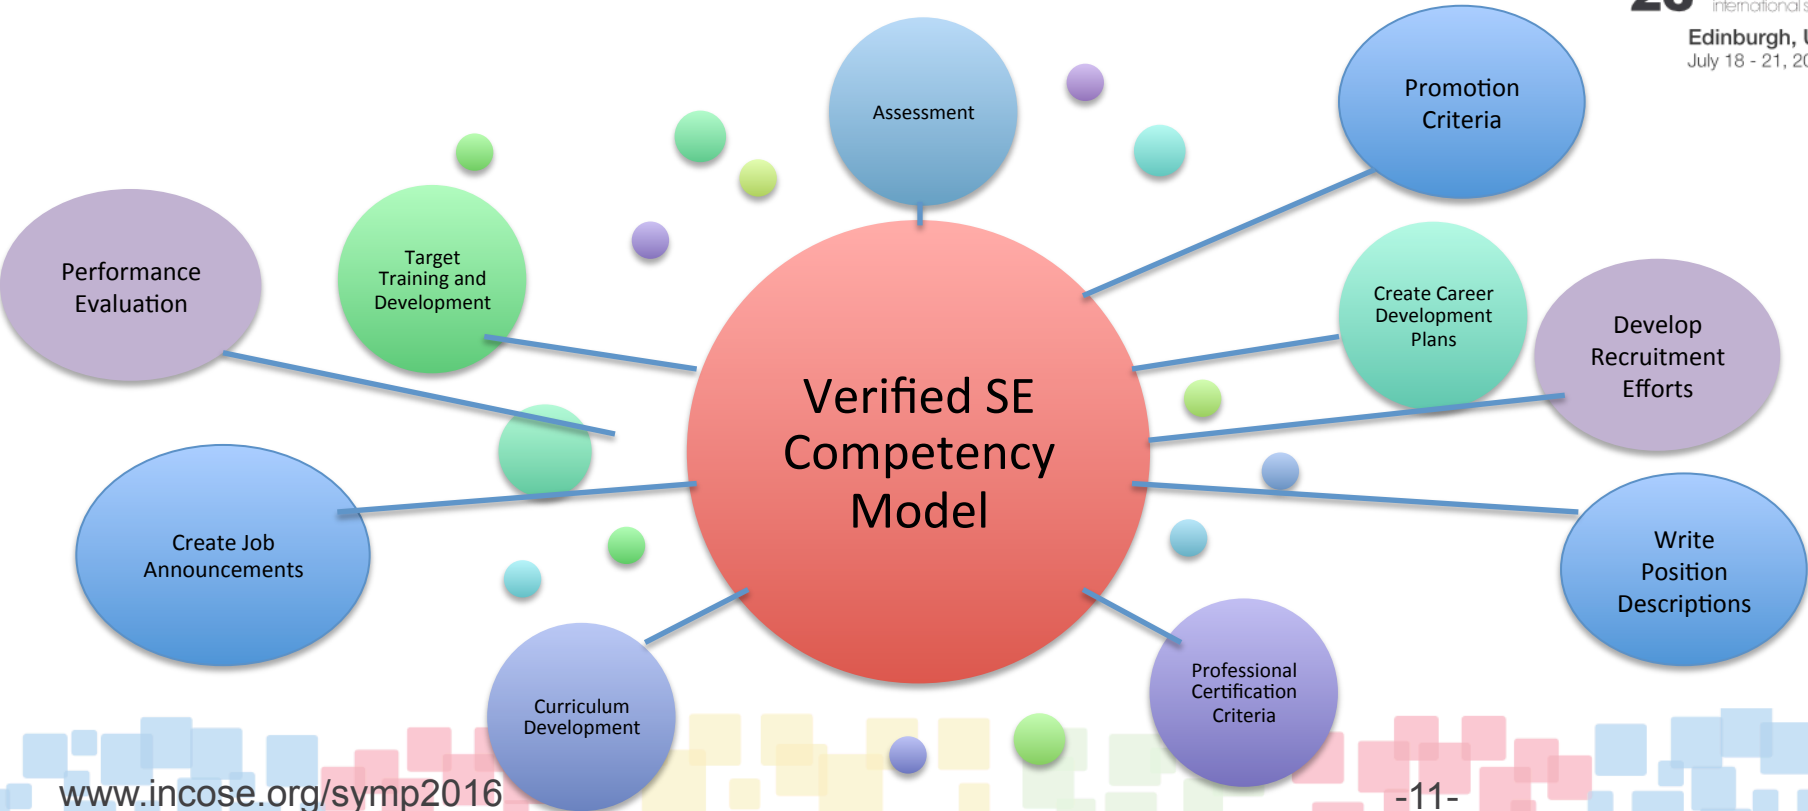 Edinburgh,
July 18 - 21,
Assessment
Promotion
Criteria
Performance
Evaluation
Target
Training and
Development
Create Career
Development
Plans
Develop
Recruitment
Efforts
Verified SE
Competency
Model
Create Job
Announcements
Write
Position
Descriptions
Curriculum
Development
Professional
Certification
Criteria
www.incose.org/symp2016
-11-